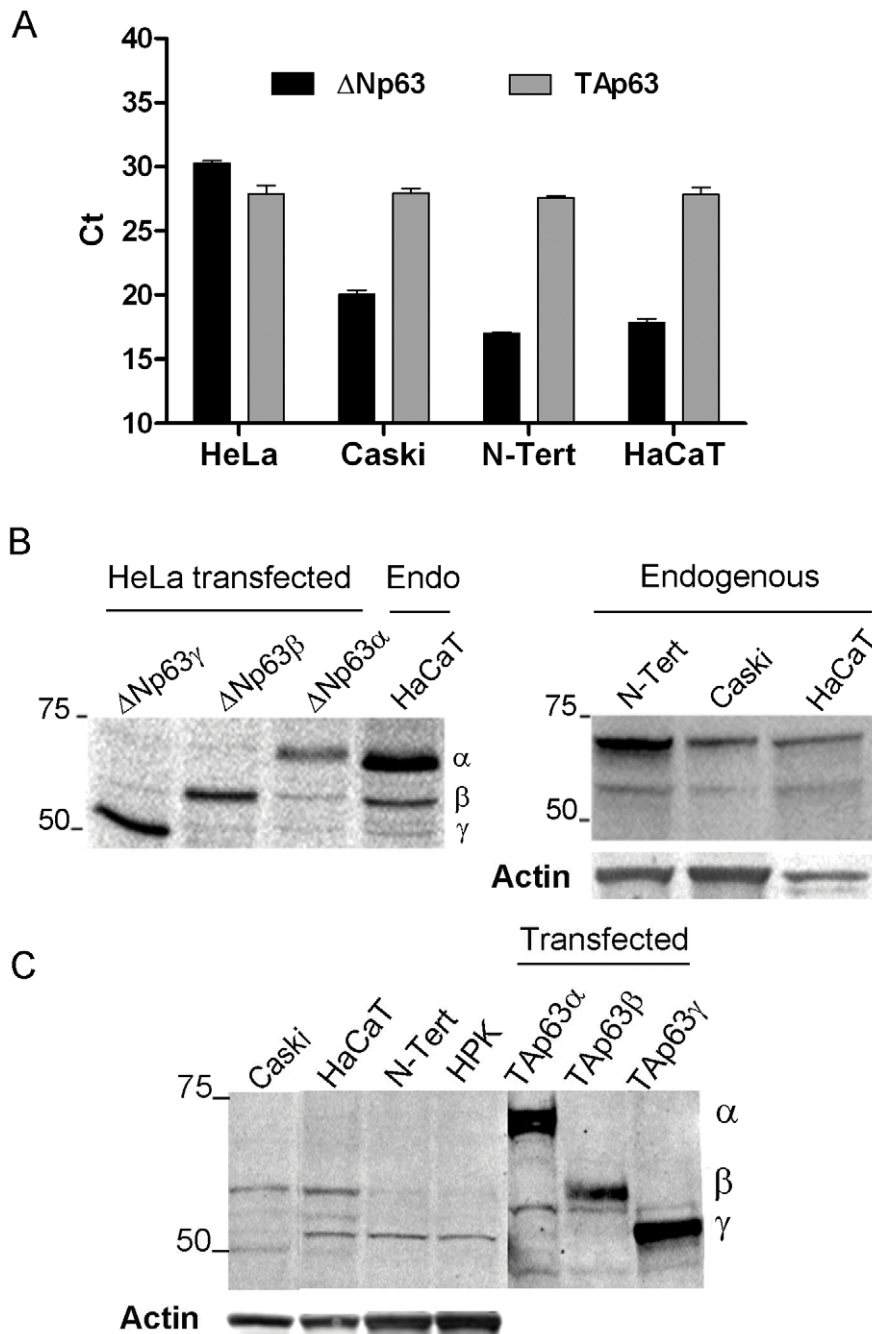 A
40
35
30
25
20
15
10
Ct
ΔNp63 TAp63
HeLa Caski N-Tert HaCaT
B
HeLa transfected Endo
ΔNp63γ ΔNp63β ΔNp63α HaCaT
75
50
α
β
γ
Endogenous
N-Tert Caski HaCaT
75
50
Actin
C
Transfected
Caski HaCaT N-Tert HPK TAp63α TAp63β TAp63γ
75
50
α
β
γ
Actin